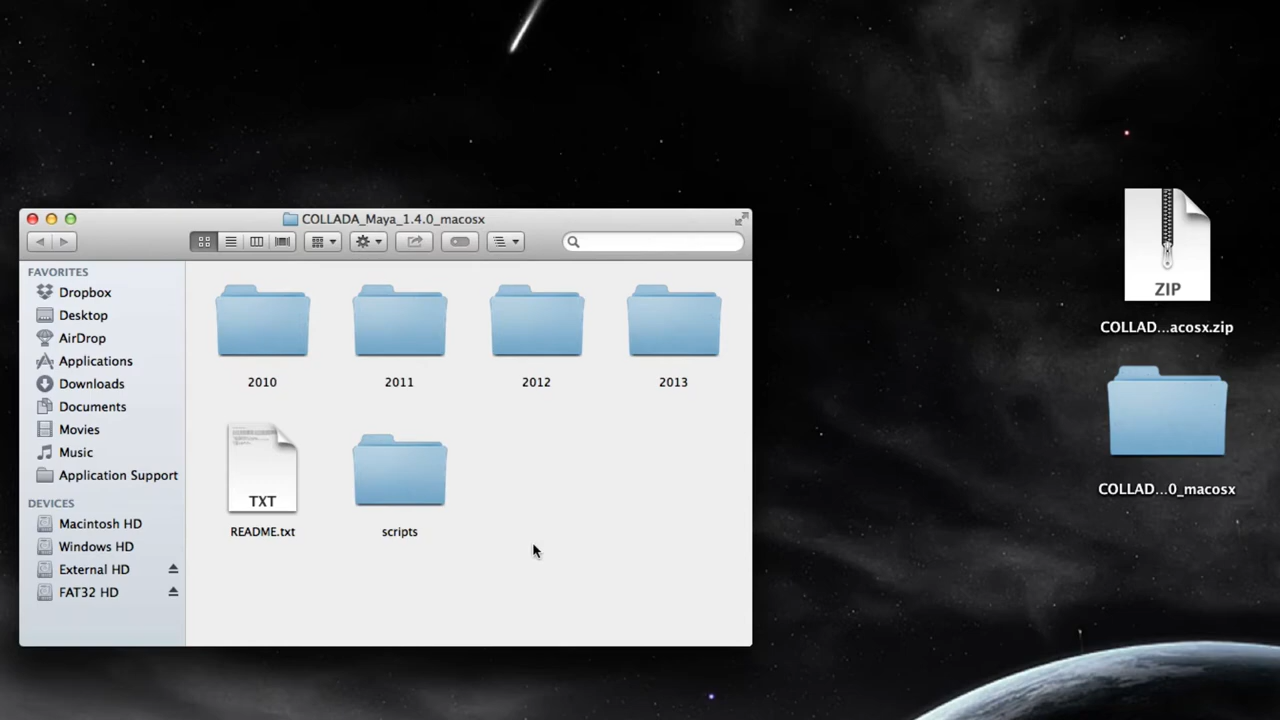 COLLADA_Maya_1.4.0_macosx
FAVORITES
Dropbox
Desktop
AirDrop
Applications
Downloads
Documents
Movies
Music
Application Support
DEVICES
Macintosh HD
Windows HD
External HD
FAT32 HD
2010
2011
2012
2013
TXT
README.txt
scripts
ZIP
COLLAD...acosx.zip
COLLAD...0_macosx